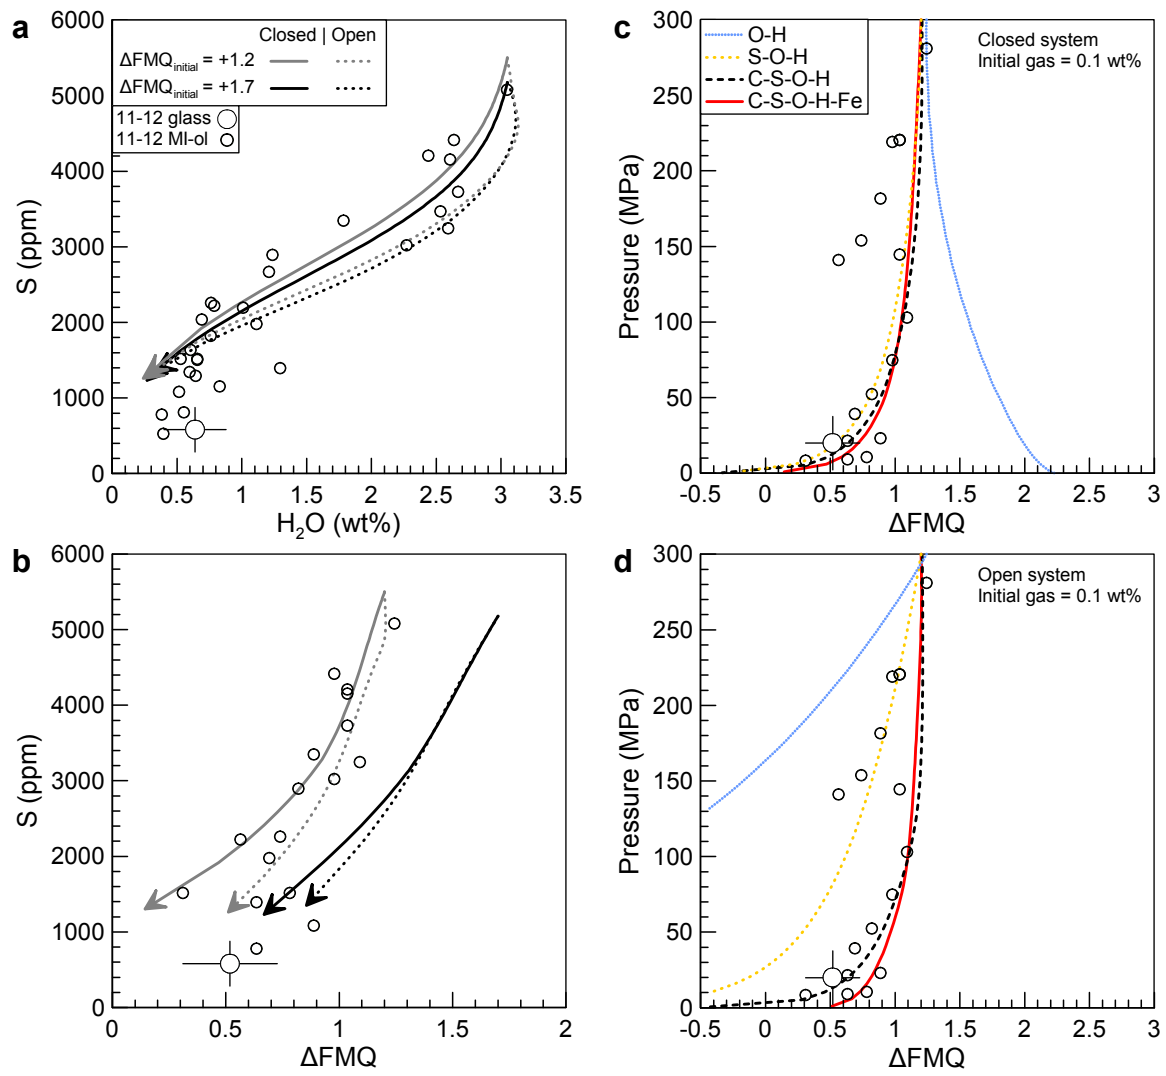 a
6000
5000
4000
3000
2000
1000
0
S (ppm)
Closed | Open
ΔFMQinitial = +1.2
ΔFMQinitial = +1.7
11-12 glass
11-12 MI-ol
0 0.5 1 1.5 2 2.5 3 3.5
H2O (wt%)
c
300
250
200
150
100
50
0
Pressure (MPa)
O-H
S-O-H
C-S-O-H
C-S-O-H-Fe
Closed system
Initial gas = 0.1 wt%
-0.5 0 0.5 1 1.5 2 2.5 3
ΔFMQ
b
6000
5000
4000
3000
2000
1000
0
S (ppm)
0 0.5 1 1.5 2
ΔFMQ
d
300
250
200
150
100
50
0
Pressure (MPa)
Open system
Initial gas = 0.1 wt%
-0.5 0 0.5 1 1.5 2 2.5 3
ΔFMQ